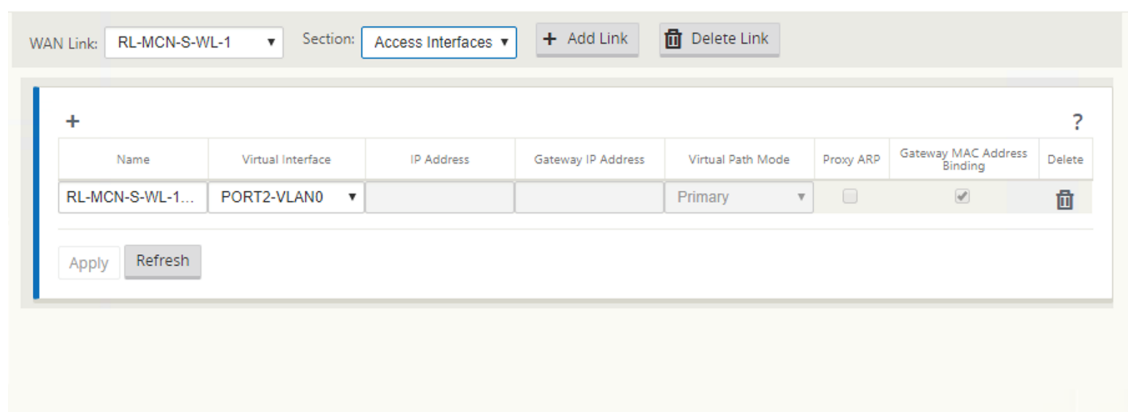 WAN Link: RL-MCN-S-WL-1 Section: Access Interfaces + Add Link Delete Link
+ ?
Name Virtual Interface IP Address Gateway IP Address Virtual Path Mode Proxy ARP Gateway MAC Address Binding Delete
RL-MCN-S-WL-1... PORT2-VLAN0 Primary
Apply Refresh